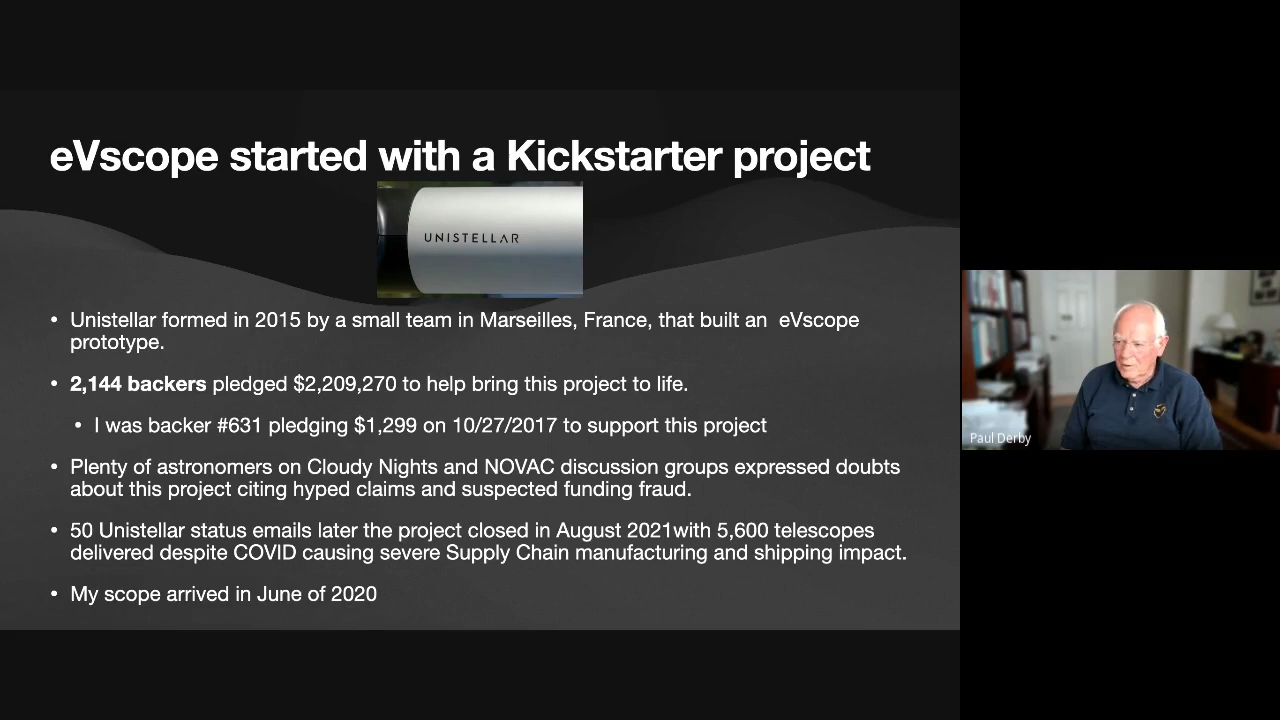 eVscope started with a Kickstarter project
UNISTELLAR
• Unistellar formed in 2015 by a small team in Marseilles, France, that built an  eVscope
prototype.
• 2,144 backers pledged $2,209,270 to help bring this project to life.
• I was backer #631 pledging $1,299 on 10/27/2017 to support this project
• Plenty of astronomers on Cloudy Nights and NOVAC discussion groups expressed doubts
about this project citing hyped claims and suspected funding fraud.
• 50 Unistellar status emails later the project closed in August 2021with 5,600 telescopes
delivered despite COVID causing severe Supply Chain manufacturing and shipping impact.
• My scope arrived in June of 2020
Paul Derby